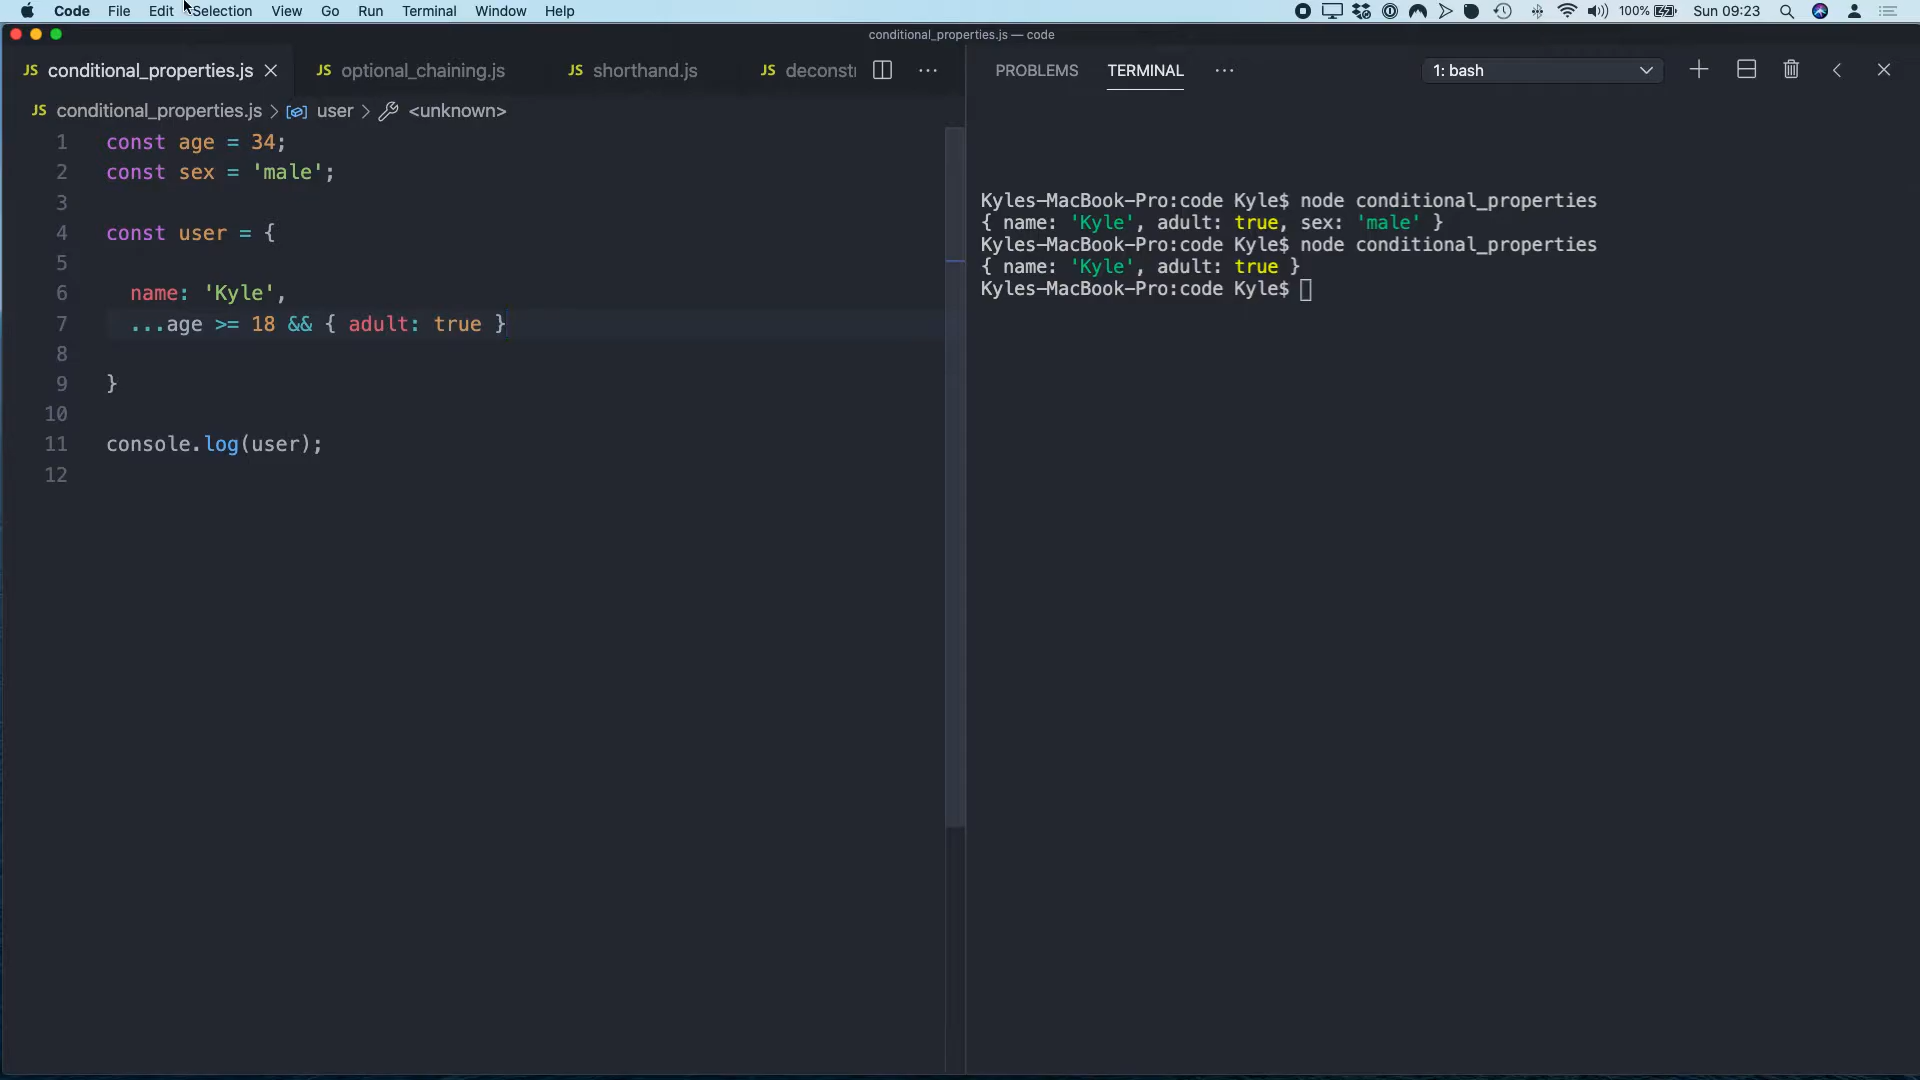 Code File Edit Selection View Go Run Terminal Window Help 100% Sun 09:23
conditional_properties.js — code
JS conditional_properties.js JS optional_chaining.js JS shorthand.js JS deconst
PROBLEMS TERMINAL ... 1: bash
JS conditional_properties.js > user > <unknown>
1 const age = 34;
2 const sex = 'male';
3
4 const user = {
5
6 name: 'Kyle',
7 ...age >= 18 && { adult: true }
8
9 }
10
11 console.log(user);
12
Kyles-MacBook-Pro:code Kyle$ node conditional_properties
{ name: 'Kyle', adult: true, sex: 'male' }
Kyles-MacBook-Pro:code Kyle$ node conditional_properties
{ name: 'Kyle', adult: true }
Kyles-MacBook-Pro:code Kyle$